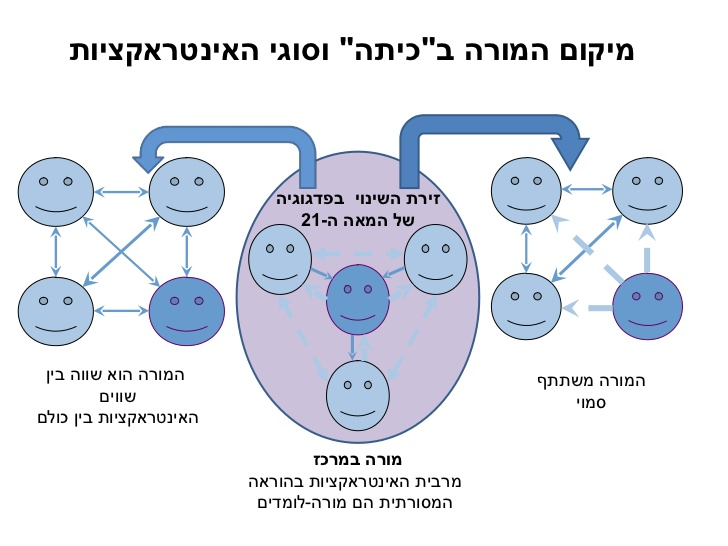 מיקום המורה ב"כיתה" וסוגי האינטראקציות
זירת השינוי בפדגוגיה
של המאה ה-21
המורה משתתף
סמוי
המורה הוא שווה בין
שווים
האינטראקציות בין כולם
מורה במרכז
מרבית האינטראקציות בהוראה
המסורתית הם מורה-לומדים